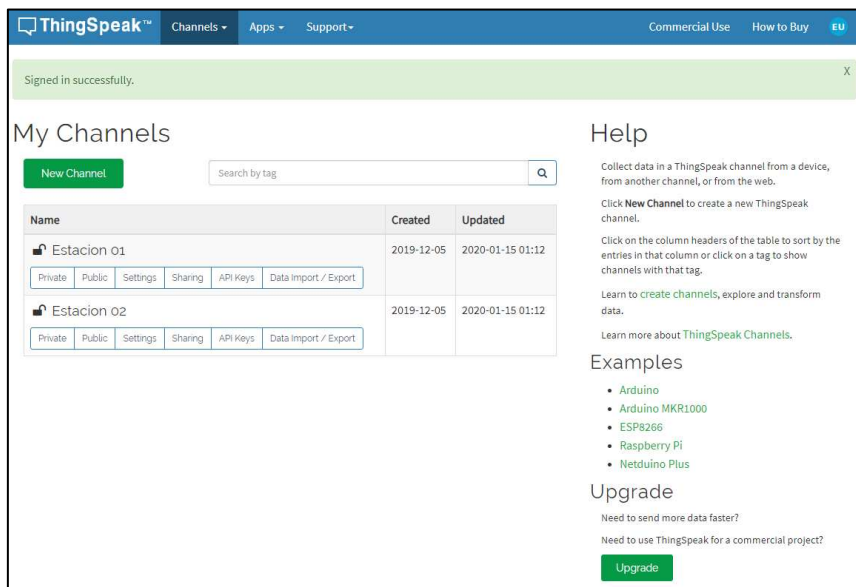 ThingSpeak™ Channels Apps Support Commercial Use How to Buy EU
Signed in successfully. X
My Channels
New Channel Search by tag
Name Created Updated
Estacion 01 2019-12-05 2020-01-15 01:12
Private Public Settings Sharing API Keys Data Import / Export
Estacion 02 2019-12-05 2020-01-15 01:12
Private Public Settings Sharing API Keys Data Import / Export
Help
Collect data in a ThingSpeak channel from a device,
from another channel, or from the web.
Click New Channel to create a new ThingSpeak
channel.
Click on the column headers of the table to sort by the
entries in that column or click on a tag to show
channels with that tag.
Learn to create channels, explore and transform
data.
Learn more about ThingSpeak Channels.
Examples
Arduino
Arduino MKR1000
ESP8266
Raspberry Pi
Netduino Plus
Upgrade
Need to send more data faster?
Need to use ThingSpeak for a commercial project?
Upgrade